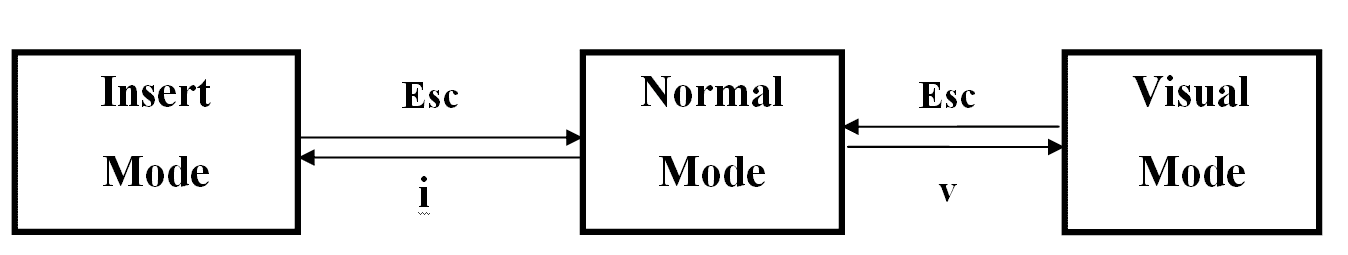 Insert
Mode
Esc
i
Normal
Mode
Esc
v
Visual
Mode